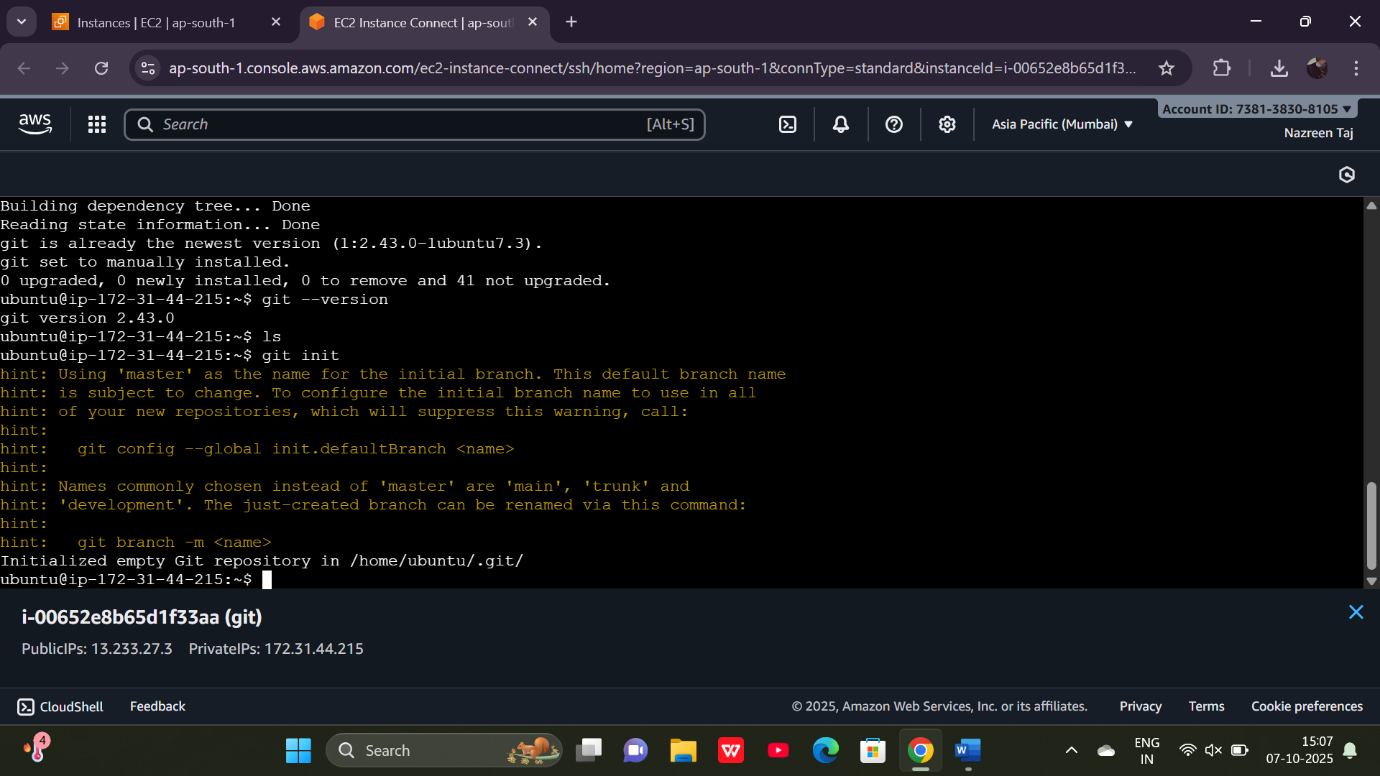 Instances | EC2 | ap-south-1
EC2 Instance Connect | ap-sout
ap-south-1.console.aws.amazon.com/ec2-instance-connect/ssh/home?region=ap-south-1&connType=standard&instanceId=i-00652e8b65d1f3...
aws
Search
[Alt+S]
Asia Pacific (Mumbai)
Account ID: 7381-3830-8105
Nazreen Taj
Building dependency tree... Done
Reading state information... Done
git is already the newest version (1:2.43.0-1ubuntu7.3).
git set to manually installed.
0 upgraded, 0 newly installed, 0 to remove and 41 not upgraded.
ubuntu@ip-172-31-44-215:~$ git --version
git version 2.43.0
ubuntu@ip-172-31-44-215:~$ ls
ubuntu@ip-172-31-44-215:~$ git init
hint: Using 'master' as the name for the initial branch. This default branch name
hint: is subject to change. To configure the initial branch name to use in all
hint: of your new repositories, which will suppress this warning, call:
hint:
hint:   git config --global init.defaultBranch <name>
hint:
hint: Names commonly chosen instead of 'master' are 'main', 'trunk' and
hint: 'development'. The just-created branch can be renamed via this command:
hint:
hint:   git branch -m <name>
Initialized empty Git repository in /home/ubuntu/.git/
ubuntu@ip-172-31-44-215:~$
i-00652e8b65d1f33aa (git)
PublicIPs: 13.233.27.3 PrivateIPs: 172.31.44.215
CloudShell
Feedback
© 2025, Amazon Web Services, Inc. or its affiliates.
Privacy
Terms
Cookie preferences
4
Search
W
W
ENG
IN
15:07
07-10-2025